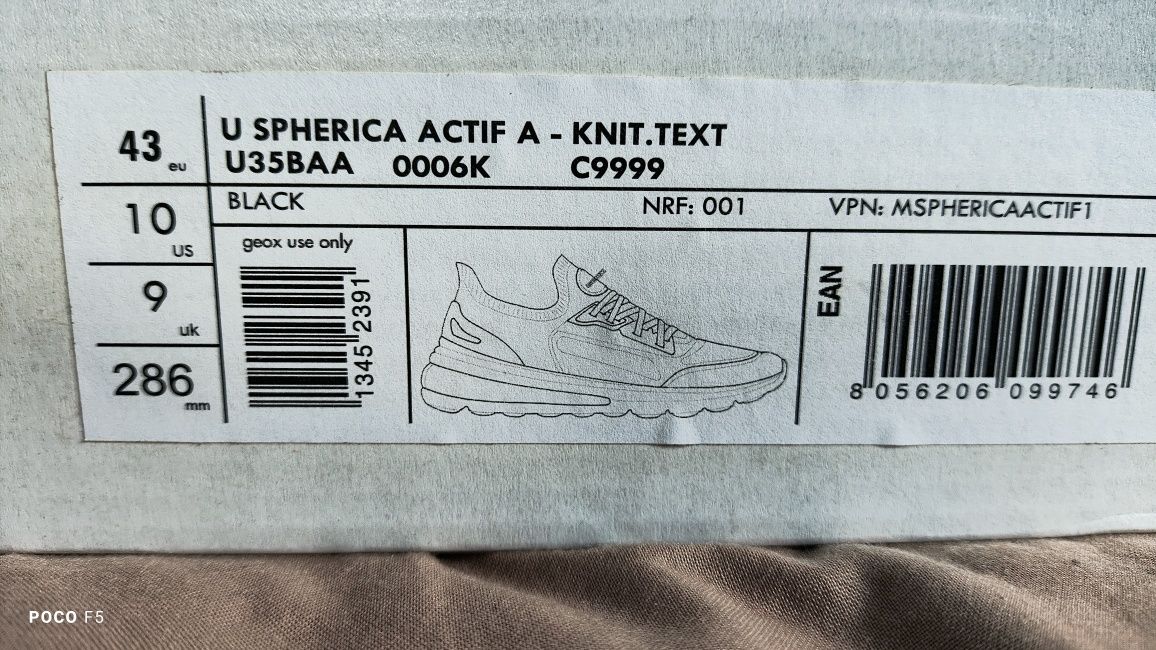 43 eu
10 US
9 uk
286 mm
U SPHERICA ACTIF A - KNIT.TEXT
U35BAA 0006K C9999
BLACK NRF: 001 VPN: MSPHERICAACTIF1
geox use only
1345 2391
EAN
8 056206 099746
POCO F5